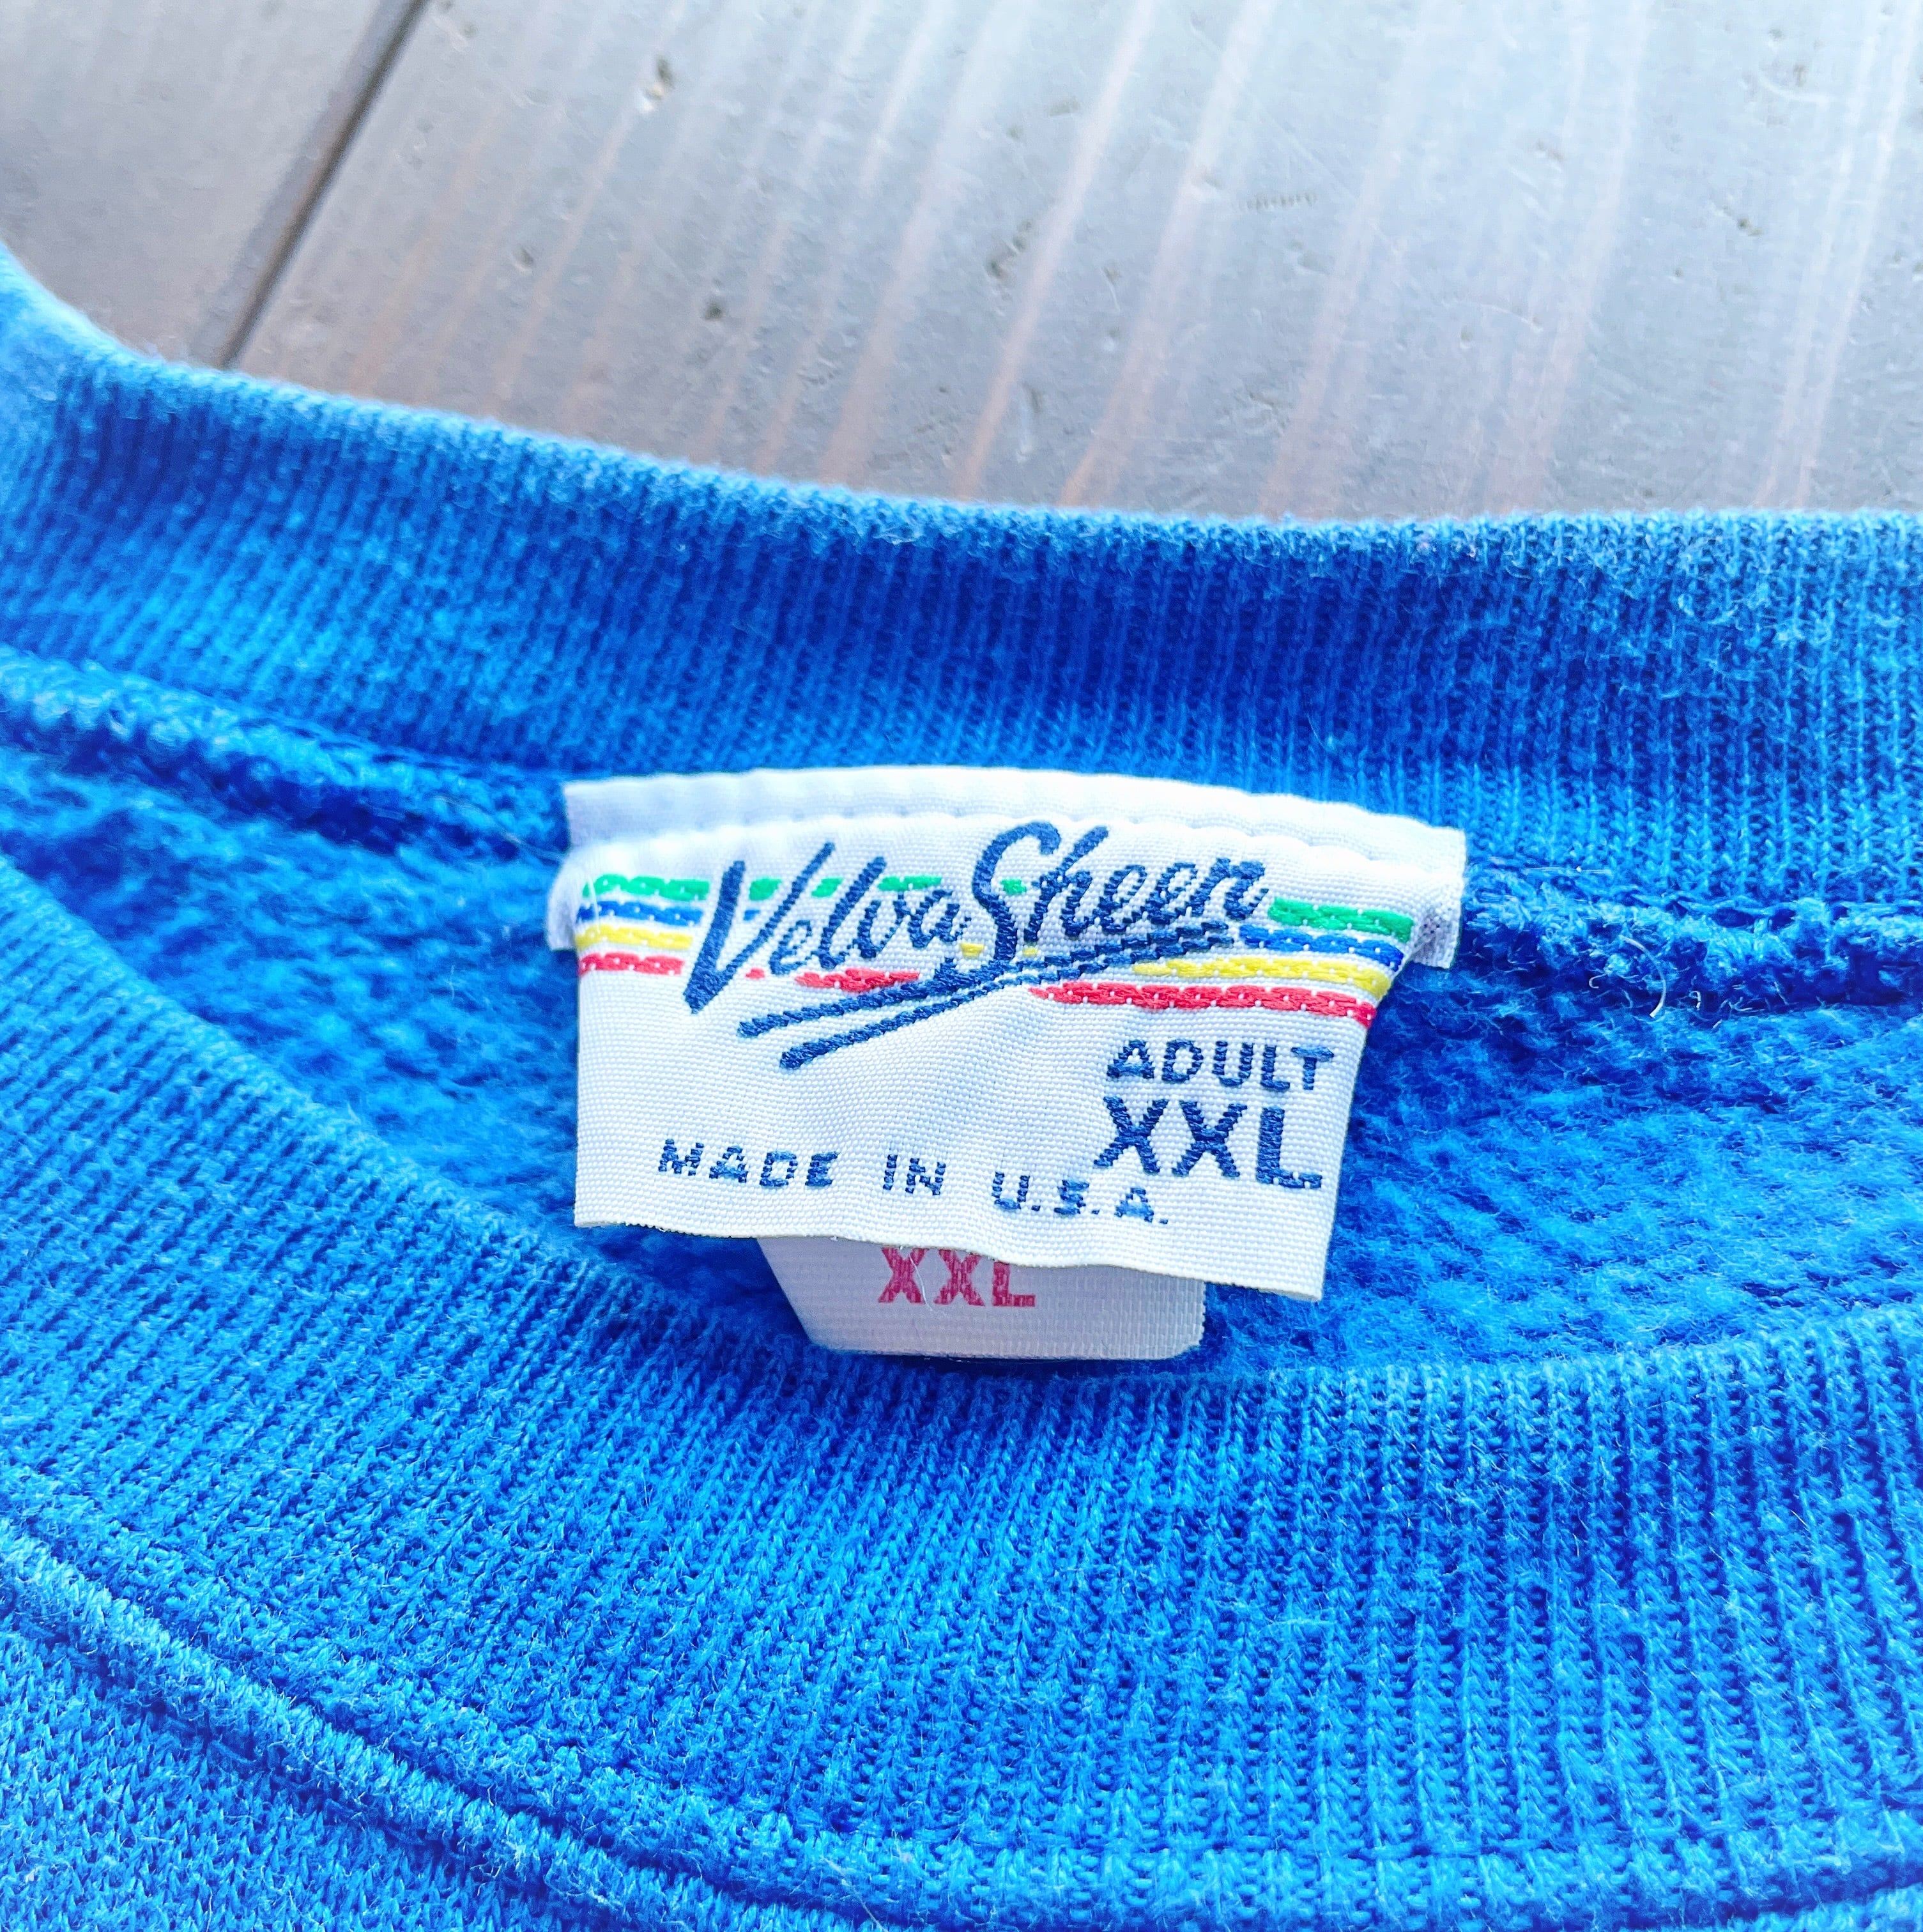 Velva Sheen
ADULT
XXL
MADE IN U.S.A.
XXL